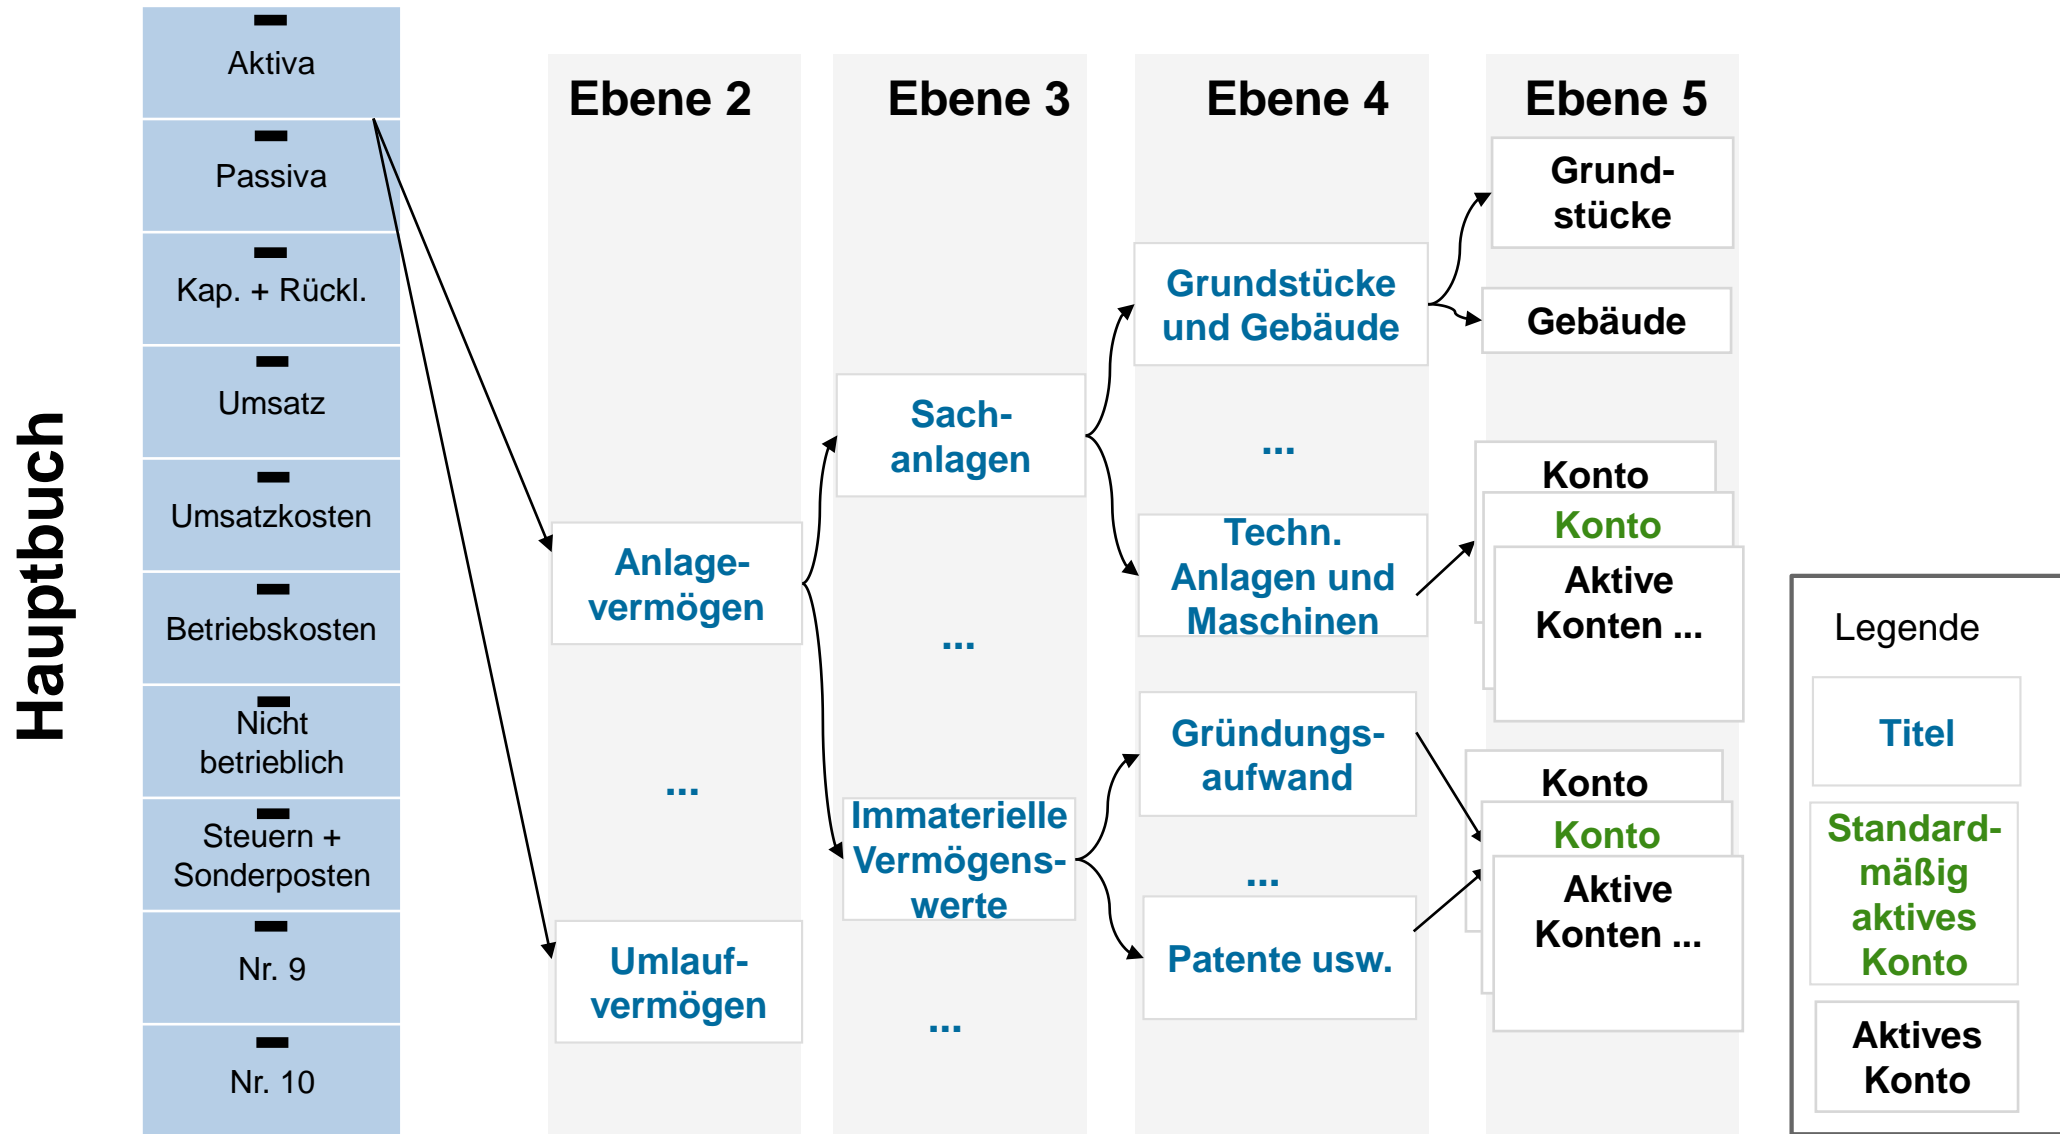 Hauptbuch
Aktiva
Passiva
Kap. + Rückl.
Umsatz
Umsatzkosten
Betriebskosten
Nicht
betrieblich
Steuern +
Sonderposten
Nr. 9
Nr. 10
Ebene 2
Anlage-
vermögen
...
Umlauf-
vermögen
Ebene 3
Sach-
anlagen
...
Immaterielle
Vermögens-
werte
...
Ebene 4
Grundstücke
und Gebäude
...
Techn.
Anlagen und
Maschinen
Gründungs-
aufwand
...
Patente usw.
Ebene 5
Grund-
stücke
Gebäude
Konto
Konto
Aktive
Konten ...
Konto
Konto
Aktive
Konten ...
Legende
Titel
Standard-
mäßig
aktives
Konto
Aktives
Konto